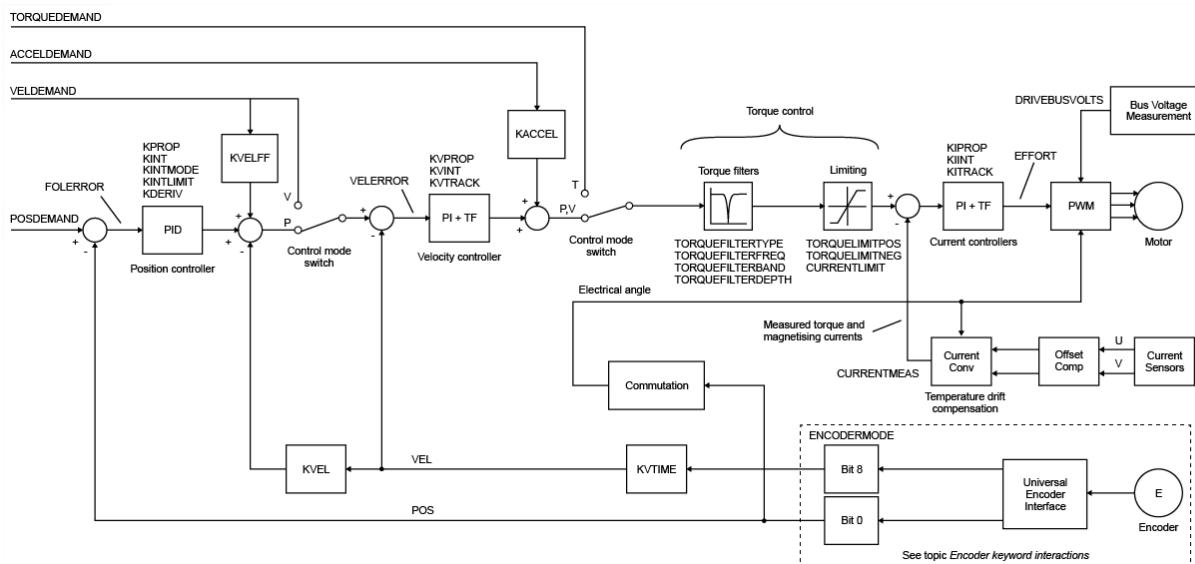 TORQUEDEMAND
ACCELDEMAND
VELDEMAND
POSDEMAND
FOLERROR
KPROP
KINT
KINTMODE
KINTLIMIT
KDERIV
PID
Position controller
+
-
KVELFF
+
+
-
V
P
Control mode
switch
+
-
VELERROR
KVPROP
KVINT
KVTRACK
PI + TF
Velocity controller
KACCEL
+
+
T
P,V
Control mode
switch
Torque control
Torque filters
TORQUEFILTERTYPE
TORQUEFILTERFREQ
TORQUEFILTERBAND
TORQUEFILTERDEPTH
Limiting
TORQUELIMITPOS
TORQUELIMITNEG
CURRENTLIMIT
+
-
KIPROP
KIINT
KITRACK
PI + TF
Current controllers
EFFORT
DRIVEBUSVOLTS
Bus Voltage
Measurement
PWM
Motor
Electrical angle
Measured torque and
magnetising currents
CURRENTMEAS
Current
Conv
Temperature drift
compensation
Offset
Comp
U
V
Current
Sensors
Commutation
KVEL
VEL
KVTIME
POS
ENCODERMODE
Bit 8
Bit 0
Universal
Encoder
Interface
E
Encoder
See topic Encoder keyword interactions